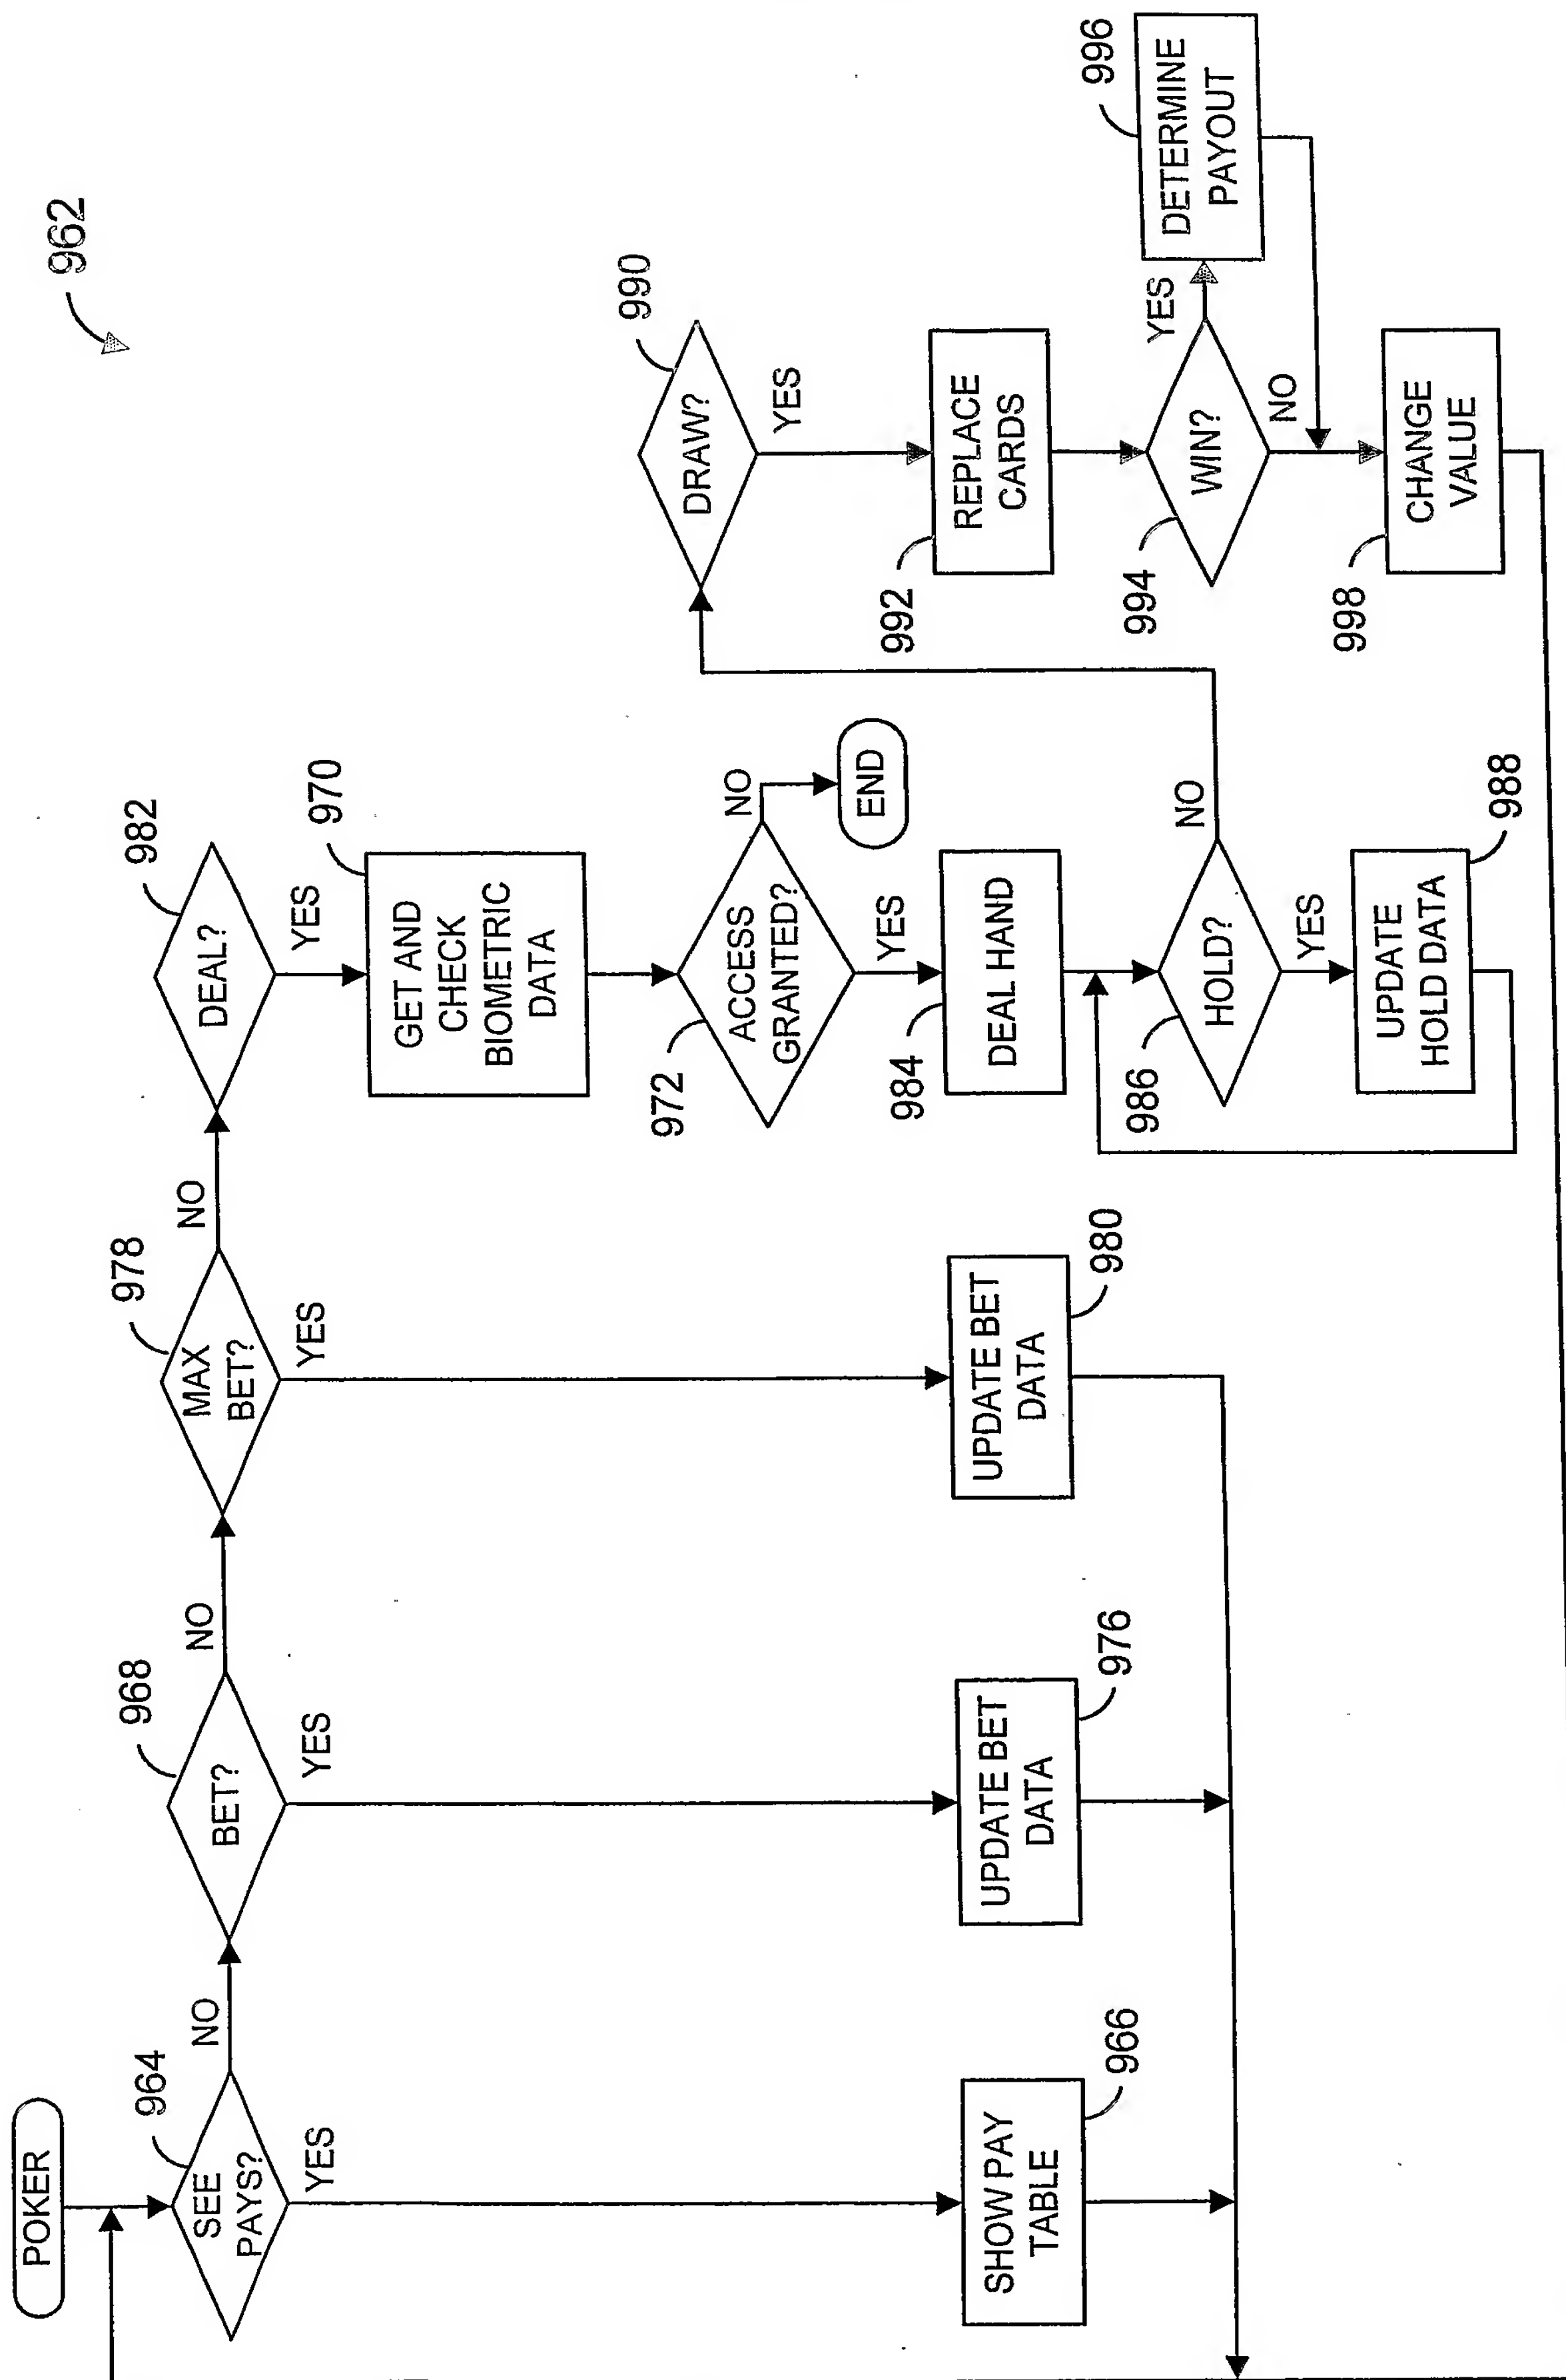 962
POKER
964
SEE
PAYS?
NO
YES
968
BET?
NO
YES
978
MAX
BET?
NO
YES
982
DEAL?
YES
970
GET AND
CHECK
BIOMETRIC
DATA
972
ACCESS
GRANTED?
NO
END
YES
984
DEAL HAND
986
HOLD?
NO
YES
UPDATE
HOLD DATA
988
990
DRAW?
YES
992
REPLACE
CARDS
994
WIN?
YES
NO
996
DETERMINE
PAYOUT
998
CHANGE
VALUE
SHOW PAY
TABLE
966
UPDATE BET
DATA
976
UPDATE BET
DATA
980